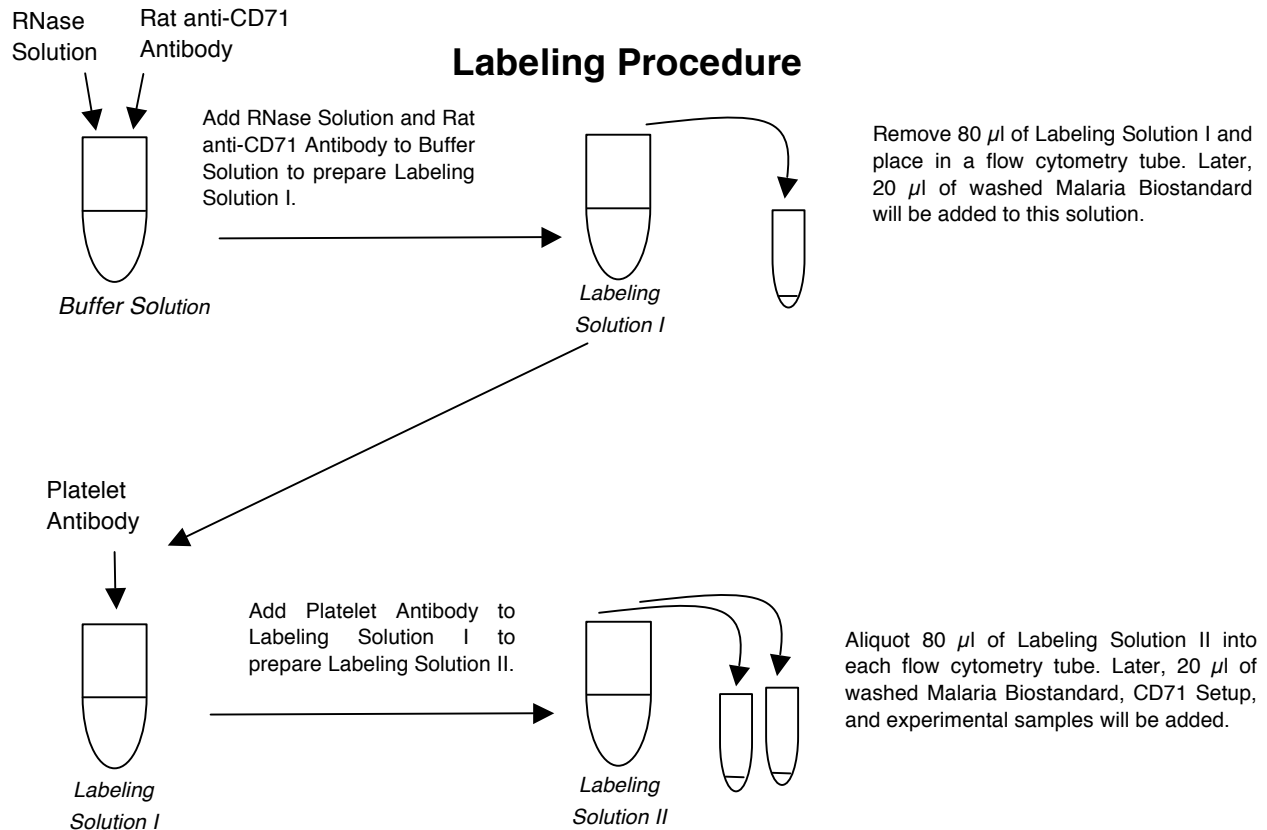 RNase
Solution
Rat anti-CD71
Antibody
Labeling Procedure
Add RNase Solution and Rat
anti-CD71 Antibody to Buffer
Solution to prepare Labeling
Solution I.
Remove 80 µl of Labeling Solution I and
place in a flow cytometry tube. Later,
20 µl of washed Malaria Biostandard
will be added to this solution.
Buffer Solution
Labeling
Solution I
Platelet
Antibody
Add Platelet Antibody to
Labeling Solution I to
prepare Labeling Solution II.
Aliquot 80 µl of Labeling Solution II into
each flow cytometry tube. Later, 20 µl of
washed Malaria Biostandard, CD71 Setup,
and experimental samples will be added.
Labeling
Solution I
Labeling
Solution II